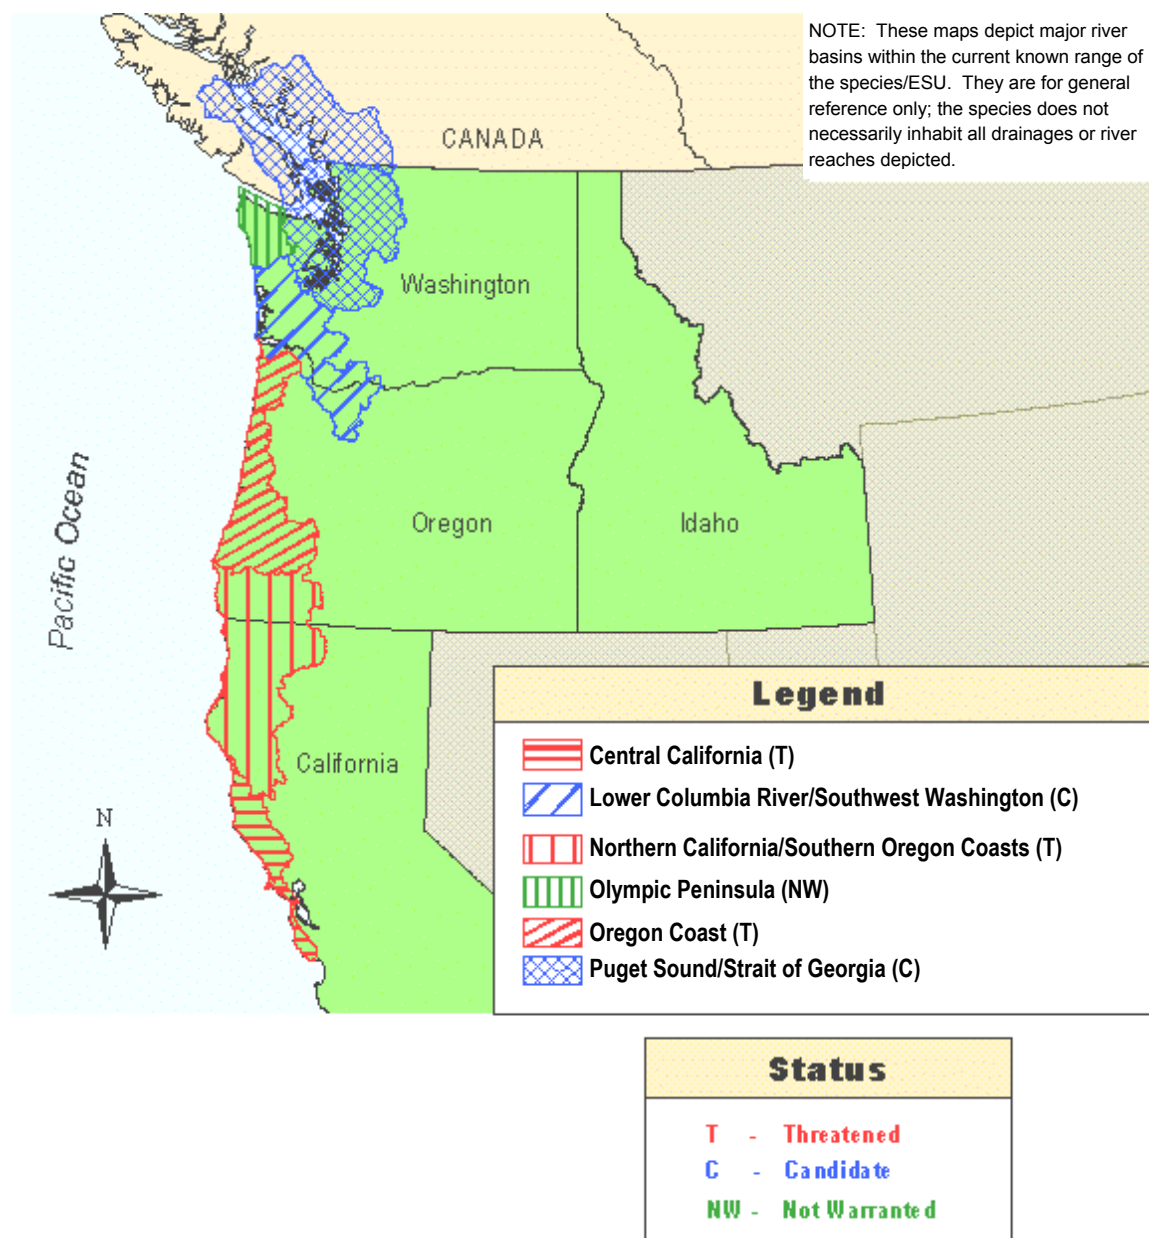 NOTE: These maps depict major river
basins within the current known range of
the species/ESU. They are for general
reference only; the species does not
necessarily inhabit all drainages or river
reaches depicted.
CANADA
Washington
Oregon
Idaho
Pacific Ocean
California
N
Legend
Central California (T)
Lower Columbia River/Southwest Washington (C)
Northern California/Southern Oregon Coasts (T)
Olympic Peninsula (NW)
Oregon Coast (T)
Puget Sound/Strait of Georgia (C)
Status
T - Threatened
C - Candidate
NW - Not Warranted